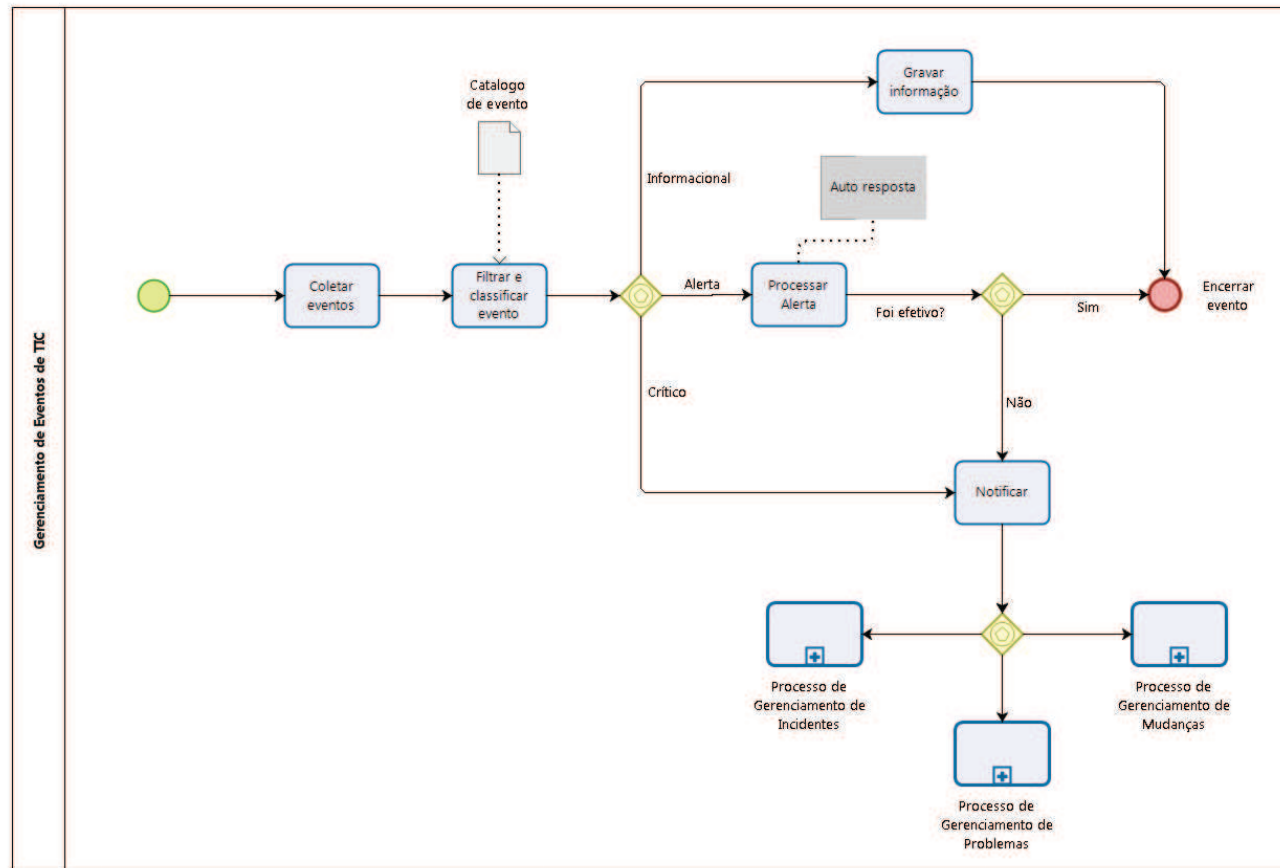 Gerenciamento de Eventos de TIC
Catalogo
de evento
Gravar
informação
Informacional
Auto resposta
Coletar
eventos
Filtrar e
classificar
evento
Alerta
Processar
Alerta
Foi efetivo?
Sim
Encerrar
evento
Crítico
Não
Notificar
Processo de
Gerenciamento de
Incidentes
Processo de
Gerenciamento de
Mudanças
Processo de
Gerenciamento de
Problemas